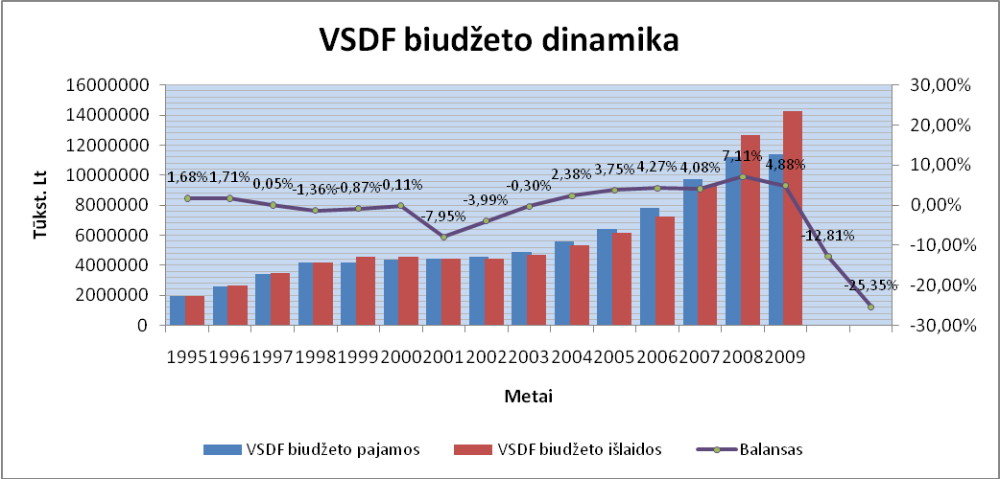 VSDF biudžeto dinamika
16000000
14000000
12000000
10000000
8000000
6000000
4000000
2000000
0
Tūkst. Lt
30,00%
20,00%
10,00%
0,00%
-10,00%
-20,00%
-30,00%
1,68% 1,71% 0,05% -1,36% -0,87% -0,11% -7,95% -3,99% -0,30% 2,38% 3,75% 4,27% 4,08% 7,11% 4,88% -12,81% -25,35%
1995 1996 1997 1998 1999 2000 2001 2002 2003 2004 2005 2006 2007 2008 2009
Metai
VSDF biudžeto pajamos VSDF biudžeto išlaidos Balansas